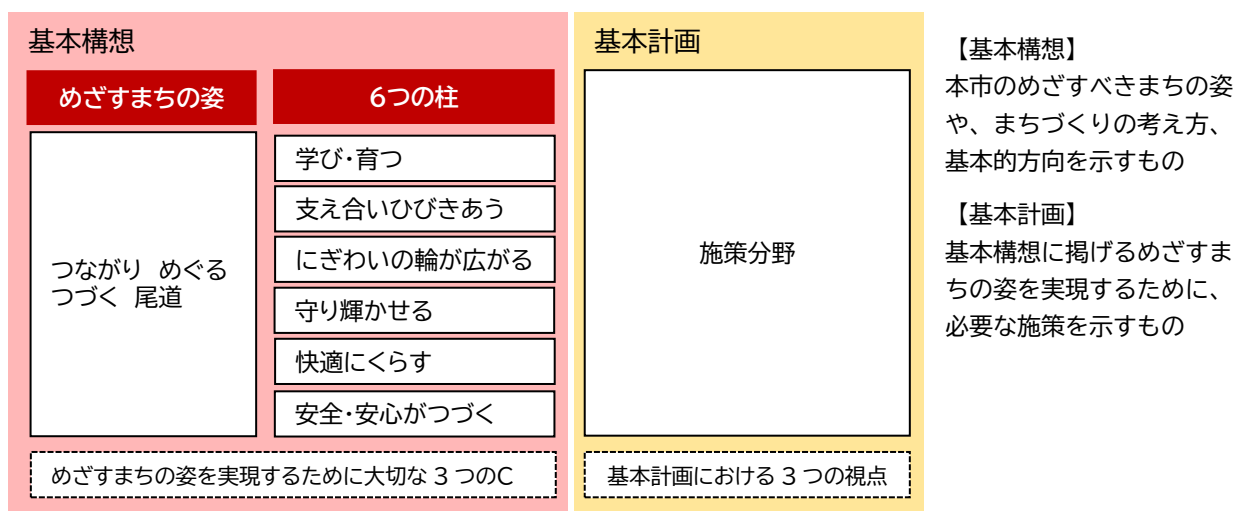 基本構想
めざすまちの姿
6つの柱
つながり めぐる
つづく 尾道
学び・育つ
支え合いひびきあう
にぎわいの輪が広がる
守り輝かせる
快適にくらす
安全・安心がつづく
めざすまちの姿を実現するために大切な 3 つのC
基本計画
施策分野
基本計画における 3 つの視点
【基本構想】
本市のめざすべきまちの姿
や、まちづくりの考え方、
基本的方向を示すもの
【基本計画】
基本構想に掲げるめざすま
ちの姿を実現するために、
必要な施策を示すもの